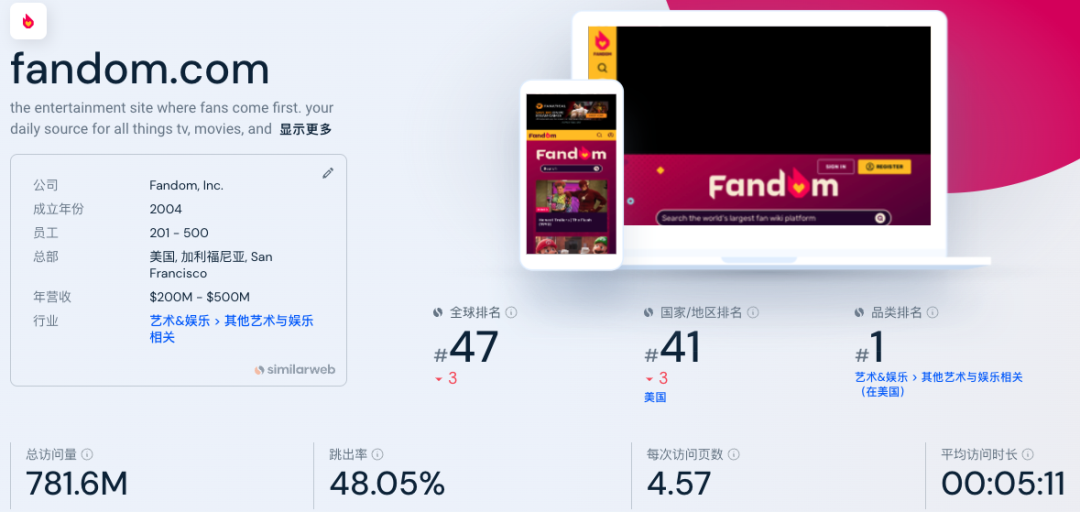 fandom.com
the entertainment site where fans come first. your
daily source for all things tv, movies, and 显示更多
公司 Fandom, Inc.
成立年份 2004
员工 201 - 500
总部 美国, 加利福尼亚, San
Francisco
年营收 $200M - $500M
行业 艺术&娱乐 > 其他艺术与娱乐
相关
similarweb
FANDOM
SIGN IN REGISTER
Fandom
Search the world's largest fan wiki platform
Fandom
Fandom
Search
全球排名
#47
3
国家/地区排名
#41
3
美国
品类排名
#1
艺术&娱乐 > 其他艺术与娱乐相关
（在美国）
总访问量
781.6M
跳出率
48.05%
每次访问页数
4.57
平均访问时长
00:05:11